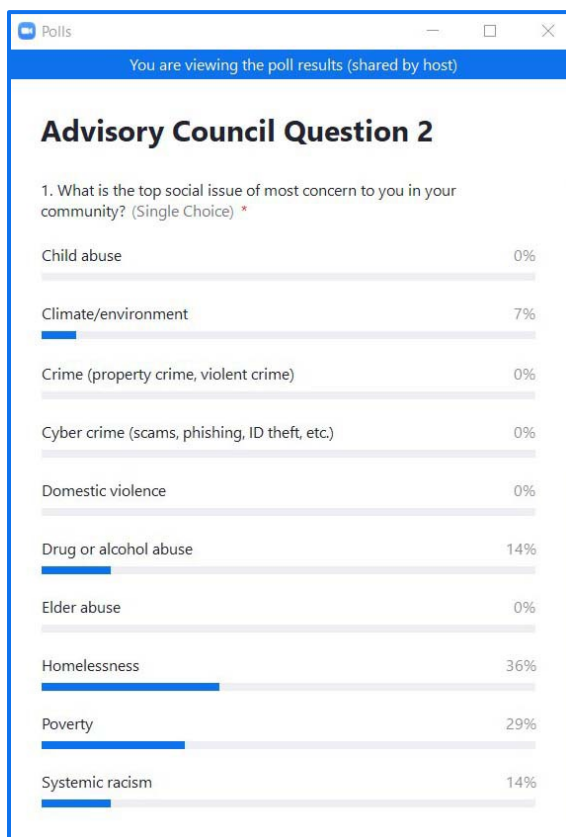 Polls
You are viewing the poll results (shared by host)
Advisory Council Question 2
1. What is the top social issue of most concern to you in your
community? (Single Choice) *
Child abuse 0%
Climate/environment 7%
Crime (property crime, violent crime) 0%
Cyber crime (scams, phishing, ID theft, etc.) 0%
Domestic violence 0%
Drug or alcohol abuse 14%
Elder abuse 0%
Homelessness 36%
Poverty 29%
Systemic racism 14%